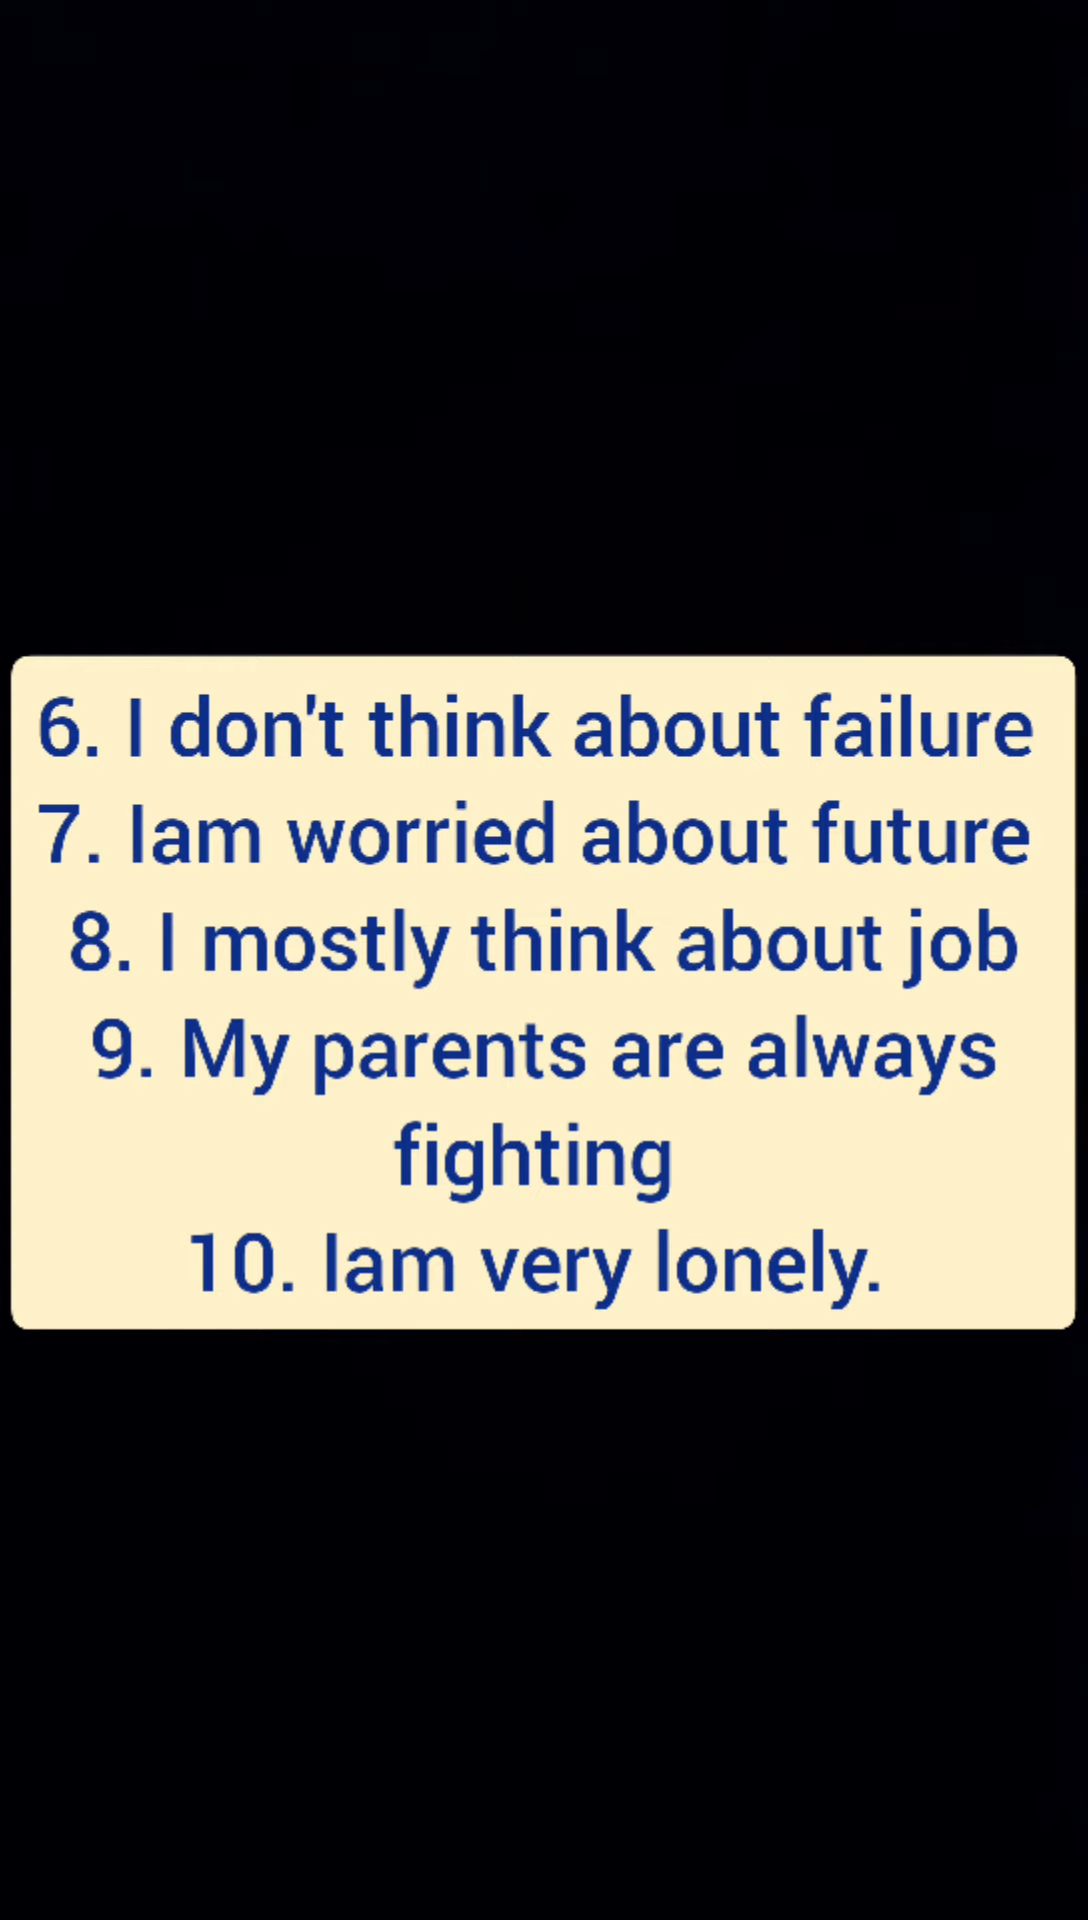 6. I don't think about failure
7. Iam worried about future
8. I mostly think about job
9. My parents are always
fighting
10. Iam very lonely.